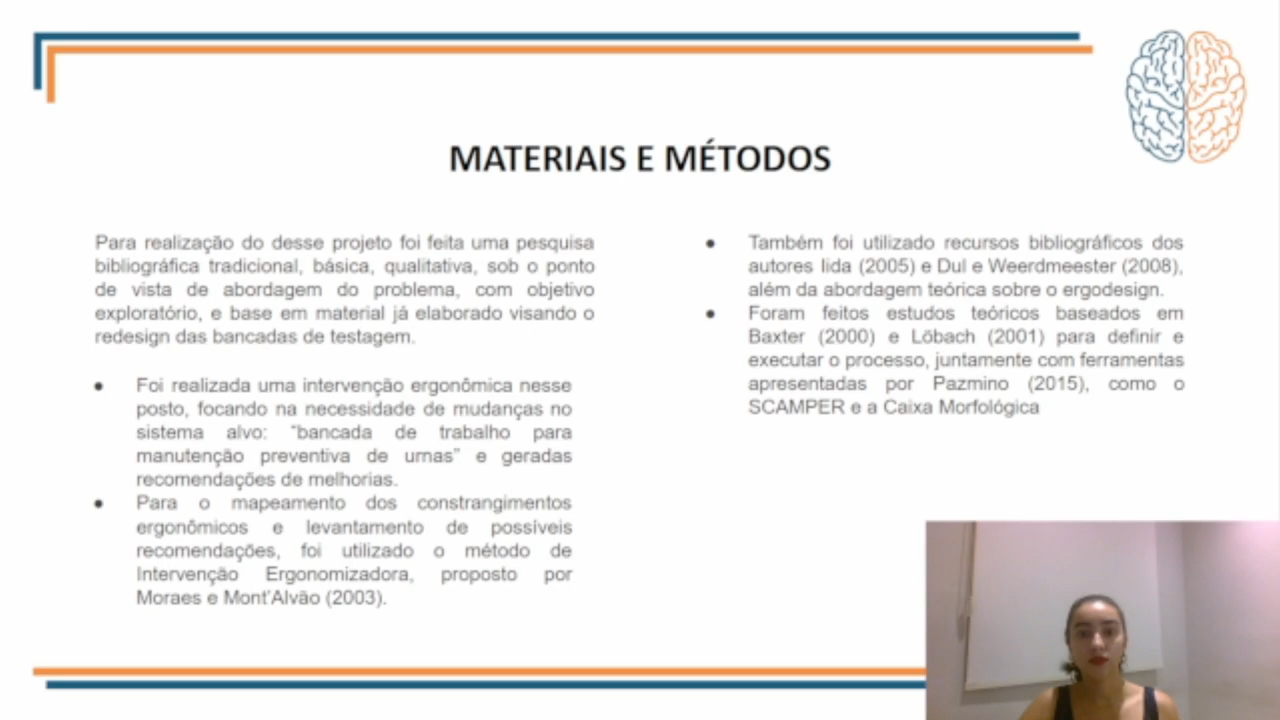 MATERIAIS E MÉTODOS
Para realização do desse projeto foi feita uma pesquisa
bibliográfica tradicional, básica, qualitativa, sob o ponto
de vista de abordagem do problema, com objetivo
exploratório, e base em material já elaborado visando o
redesign das bancadas de testagem.
● Foi realizada uma intervenção ergonômica nesse
posto, focando na necessidade de mudanças no
sistema alvo: “bancada de trabalho para
manutenção preventiva de urnas” e geradas
recomendações de melhorias.
● Para o mapeamento dos constrangimentos
ergonômicos e levantamento de possíveis
recomendações, foi utilizado o método de
Intervenção Ergonomizadora, proposto por
Moraes e Mont’Alvão (2003).
● Também foi utilizado recursos bibliográficos dos
autores Iida (2005) e Dul e Weerdmeester (2008),
além da abordagem teórica sobre o ergodesign.
● Foram feitos estudos teóricos baseados em
Baxter (2000) e Löbach (2001) para definir e
executar o processo, juntamente com ferramentas
apresentadas por Pazmino (2015), como o
SCAMPER e a Caixa Morfológica